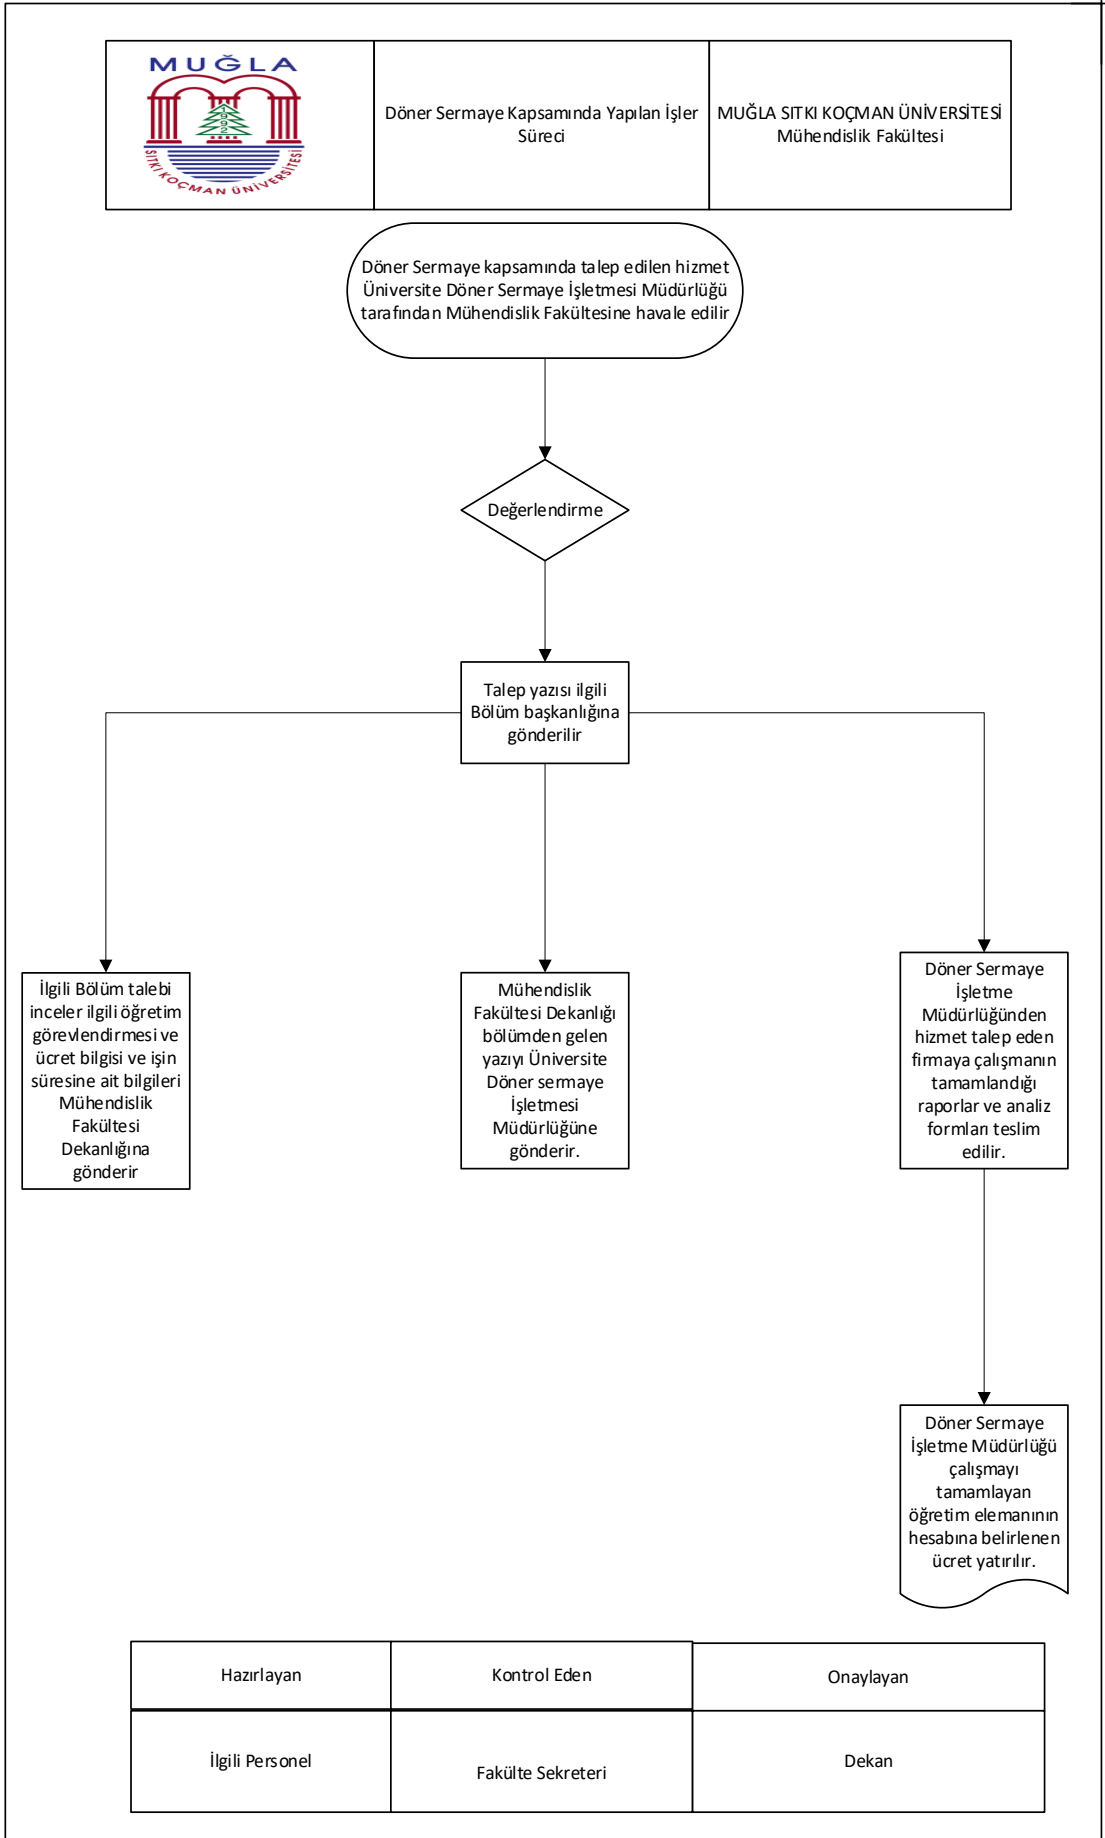 MUĞLA
1992
SITKI KOÇMAN ÜNİVERSİTESİ
Döner Sermaye Kapsamında Yapılan İşler
Süreci
MUĞLA SITKI KOÇMAN ÜNİVERSİTESİ
Mühendislik Fakültesi
Döner Sermaye kapsamında talep edilen hizmet
Üniversite Döner Sermaye İşletmesi Müdürlüğü
tarafından Mühendislik Fakültesine havale edilir
Değerlendirme
Talep yazısı ilgili
Bölüm başkanlığına
gönderilir
İlgili Bölüm talebi
inceler ilgili öğretim
görevlendirmesi ve
ücret bilgisi ve işin
süresine ait bilgileri
Mühendislik
Fakültesi
Dekanlığına
gönderir
Mühendislik
Fakültesi Dekanlığı
bölümden gelen
yazıyı Üniversite
Döner sermaye
İşletmesi
Müdürlüğüne
gönderir.
Döner Sermaye
İşletme
Müdürlüğünden
hizmet talep eden
firmaya çalışmanın
tamamlandığı
raporlar ve analiz
formları teslim
edilir.
Döner Sermaye
İşletme Müdürlüğü
çalışmayı
tamamlayan
öğretim elemanının
hesabına belirlenen
ücret yatırılır.
Hazırlayan
Kontrol Eden
Onaylayan
İlgili Personel
Fakülte Sekreteri
Dekan